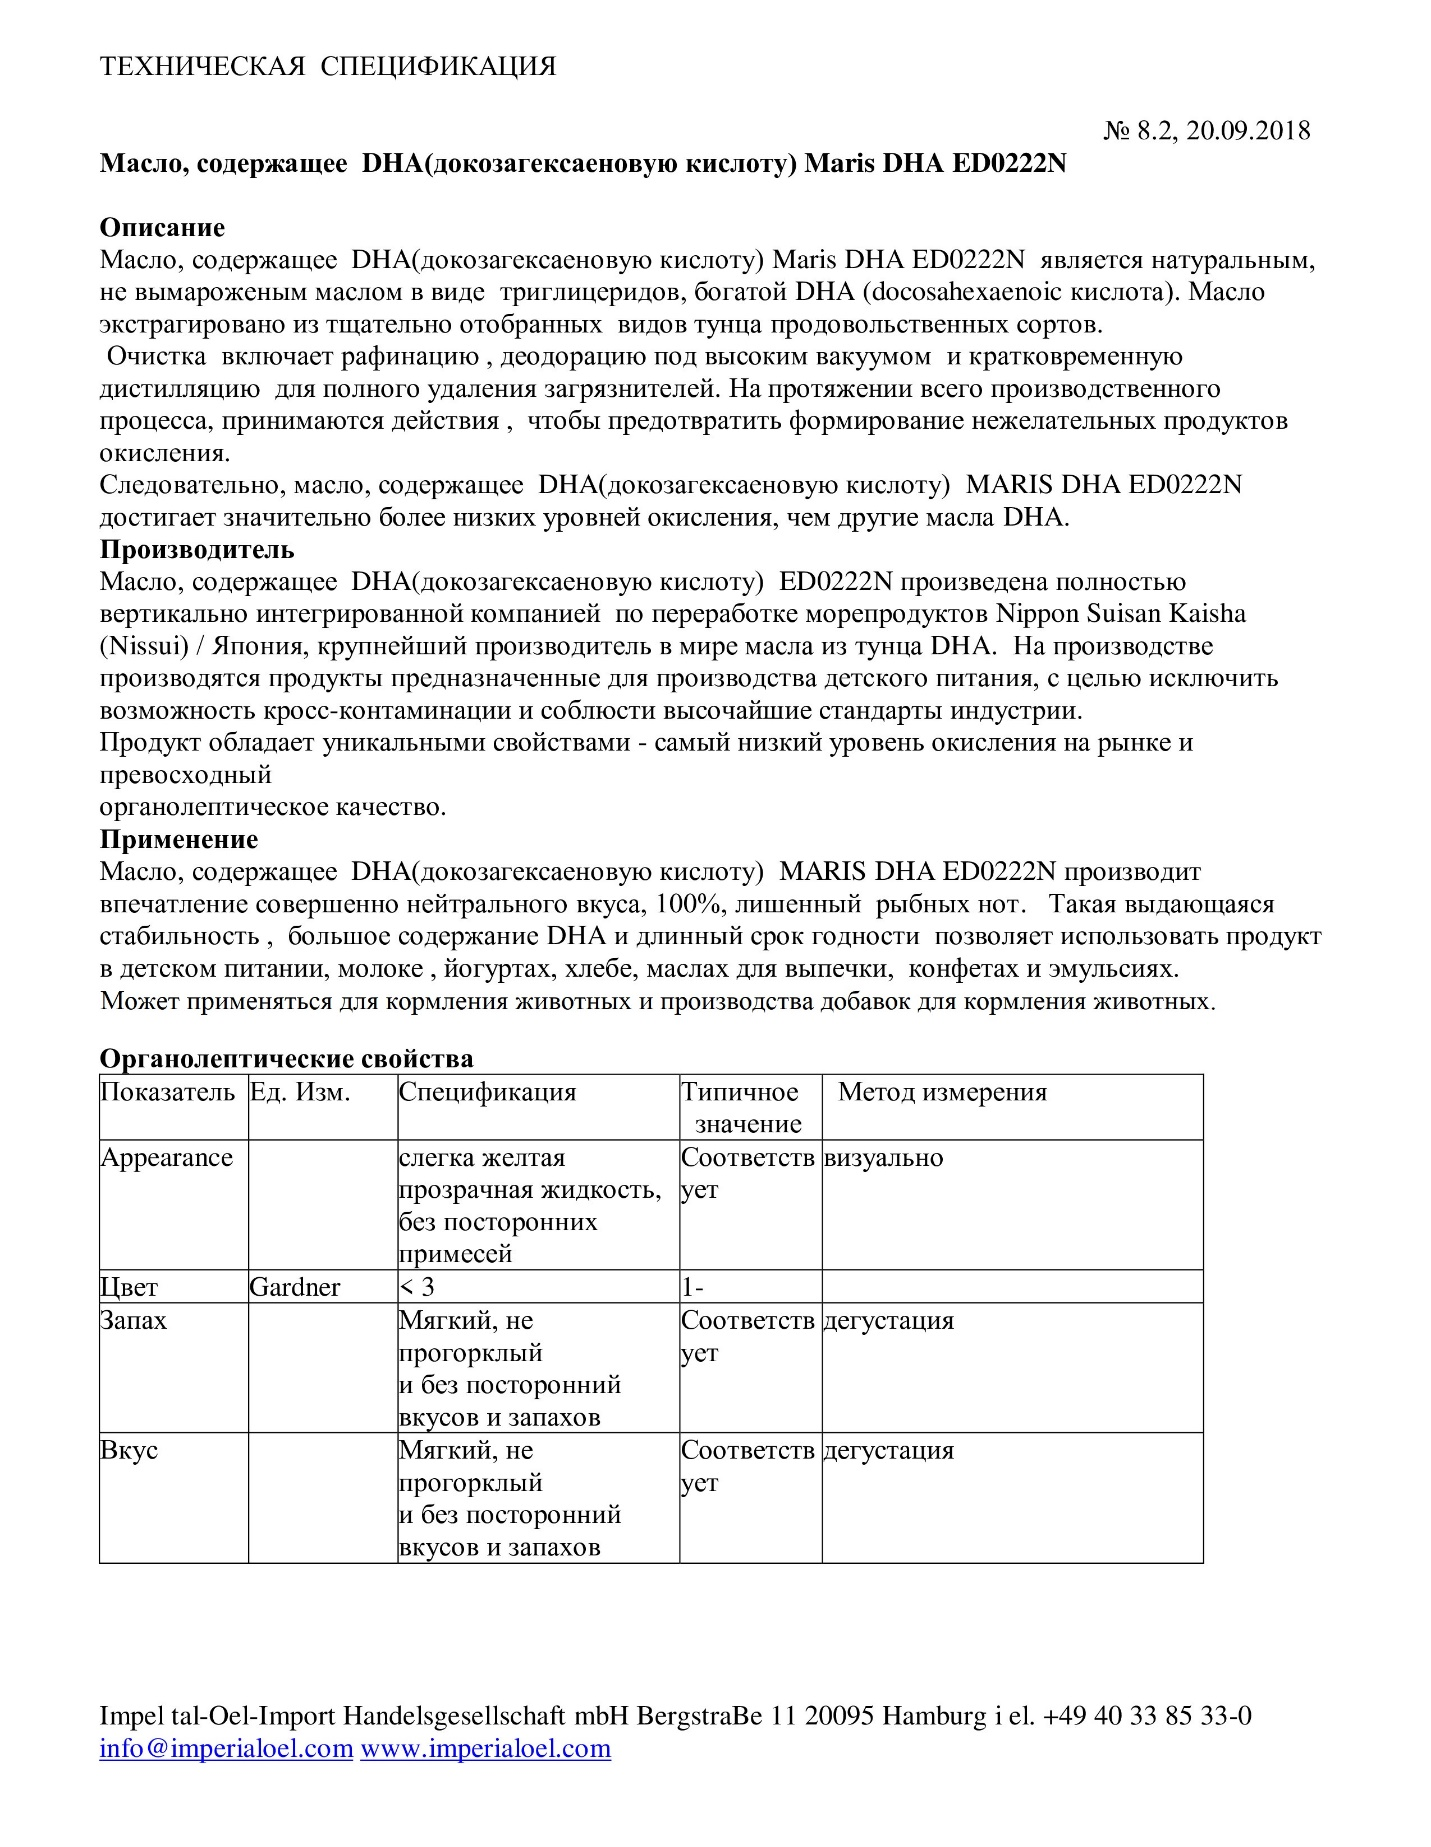 ТЕХНИЧЕСКАЯ СПЕЦИФИКАЦИЯ
№ 8.2, 20.09.2018
Масло, содержащее DHA(докозагексаеновую кислоту) Maris DHA ED0222N
Описание
Масло, содержащее DHA(докозагексаеновую кислоту) Maris DHA ED0222N является натуральным,
не вымароженым маслом в виде триглицеридов, богатой DHA (docosahexaenoic кислота). Масло
экстрагировано из тщательно отобранных видов тунца продовольственных сортов.
Очистка включает рафинацию , деодорацию под высоким вакуумом и кратковременную
дистилляцию для полного удаления загрязнителей. На протяжении всего производственного
процесса, принимаются действия , чтобы предотвратить формирование нежелательных продуктов
окисления.
Следовательно, масло, содержащее DHA(докозагексаеновую кислоту) MARIS DHA ED0222N
достигает значительно более низких уровней окисления, чем другие масла DHA.
Производитель
Масло, содержащее DHA(докозагексаеновую кислоту) ED0222N произведена полностью
вертикально интегрированной компанией по переработке морепродуктов Nippon Suisan Kaisha
(Nissui) / Япония, крупнейший производитель в мире масла из тунца DHA. На производстве
производятся продукты предназначенные для производства детского питания, с целью исключить
возможность кросс-контаминации и соблюсти высочайшие стандарты индустрии.
Продукт обладает уникальными свойствами - самый низкий уровень окисления на рынке и
превосходный
органолептическое качество.
Применение
Масло, содержащее DHA(докозагексаеновую кислоту) MARIS DHA ED0222N производит
впечатление совершенно нейтрального вкуса, 100%, лишенный рыбных нот. Такая выдающаяся
стабильность , большое содержание DHA и длинный срок годности позволяет использовать продукт
в детском питании, молоке , йогуртах, хлебе, маслах для выпечки, конфетах и эмульсиях.
Может применяться для кормления животных и производства добавок для кормления животных.
Органолептические свойства
Показатель Ед. Изм. Спецификация Типичное Метод измерения
значение
Appearance слегка желтая Соответств визуально
прозрачная жидкость, ует
без посторонних
примесей
Цвет Gardner < 3 1-
Запах Мягкий, не Соответств дегустация
прогорклый ует
и без посторонний
вкусов и запахов
Вкус Мягкий, не Соответств дегустация
прогорклый ует
и без посторонний
вкусов и запахов
Impel tal-Oel-Import Handelsgesellschaft mbH BergstraBe 11 20095 Hamburg i el. +49 40 33 85 33-0
info@imperialoel.com www.imperialoel.com